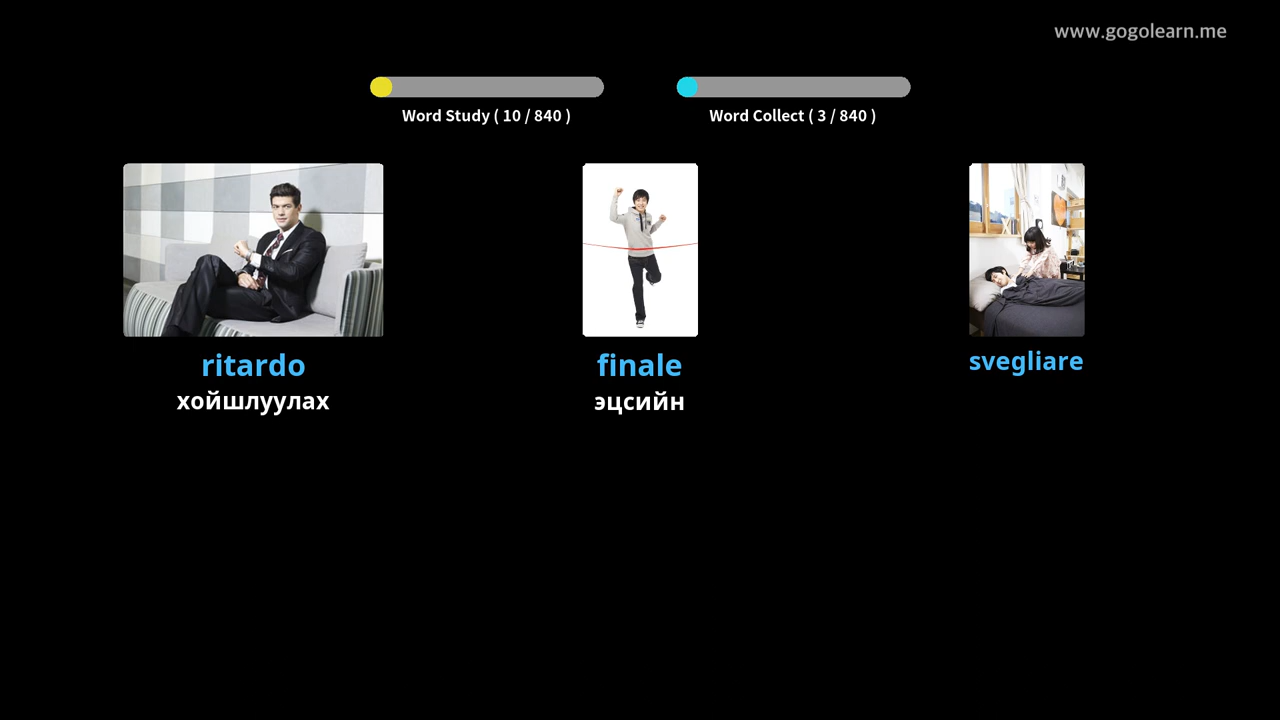 www.gogolearn.me
Word Study ( 10 / 840 )
Word Collect ( 3 / 840 )
ritardo
хойшлуулах
finale
эцсийн
svegliare